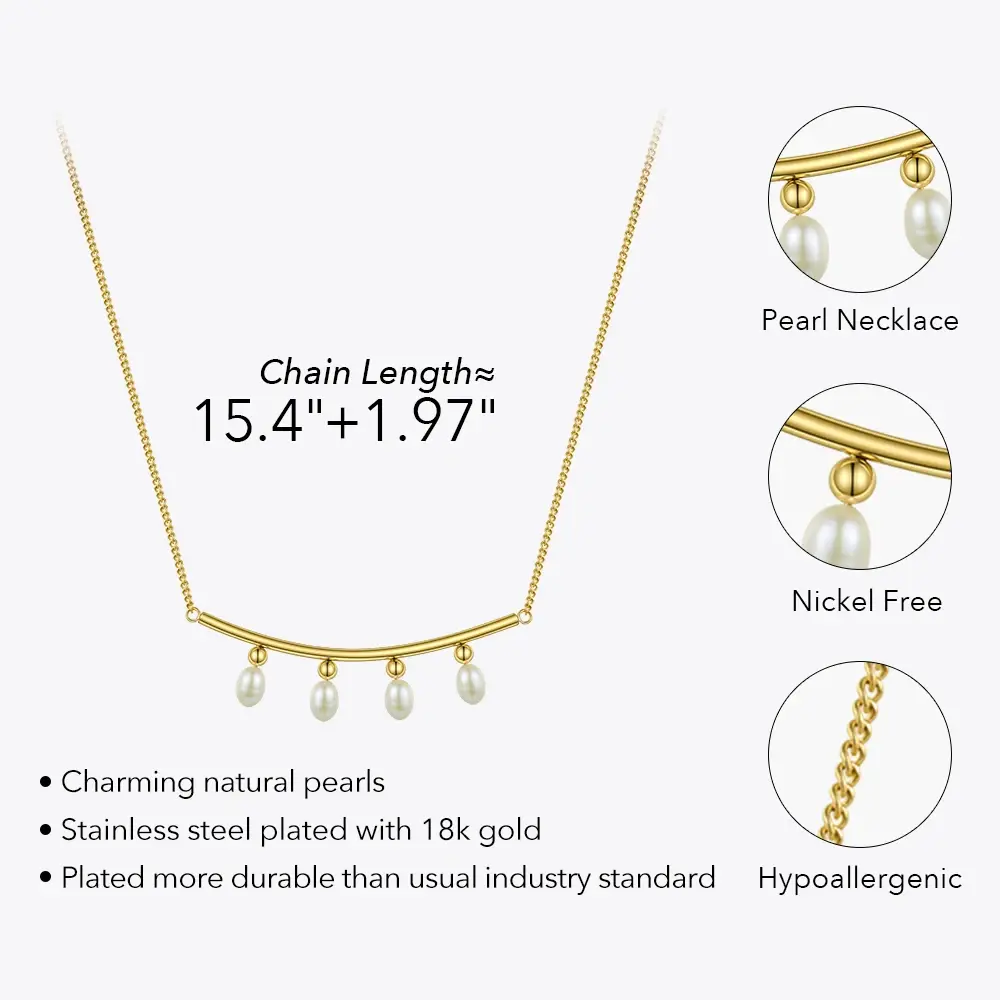 Chain Length≈
15.4"+1.97"
Pearl Necklace
Nickel Free
Hypoallergenic
• Charming natural pearls
• Stainless steel plated with 18k gold
• Plated more durable than usual industry standard